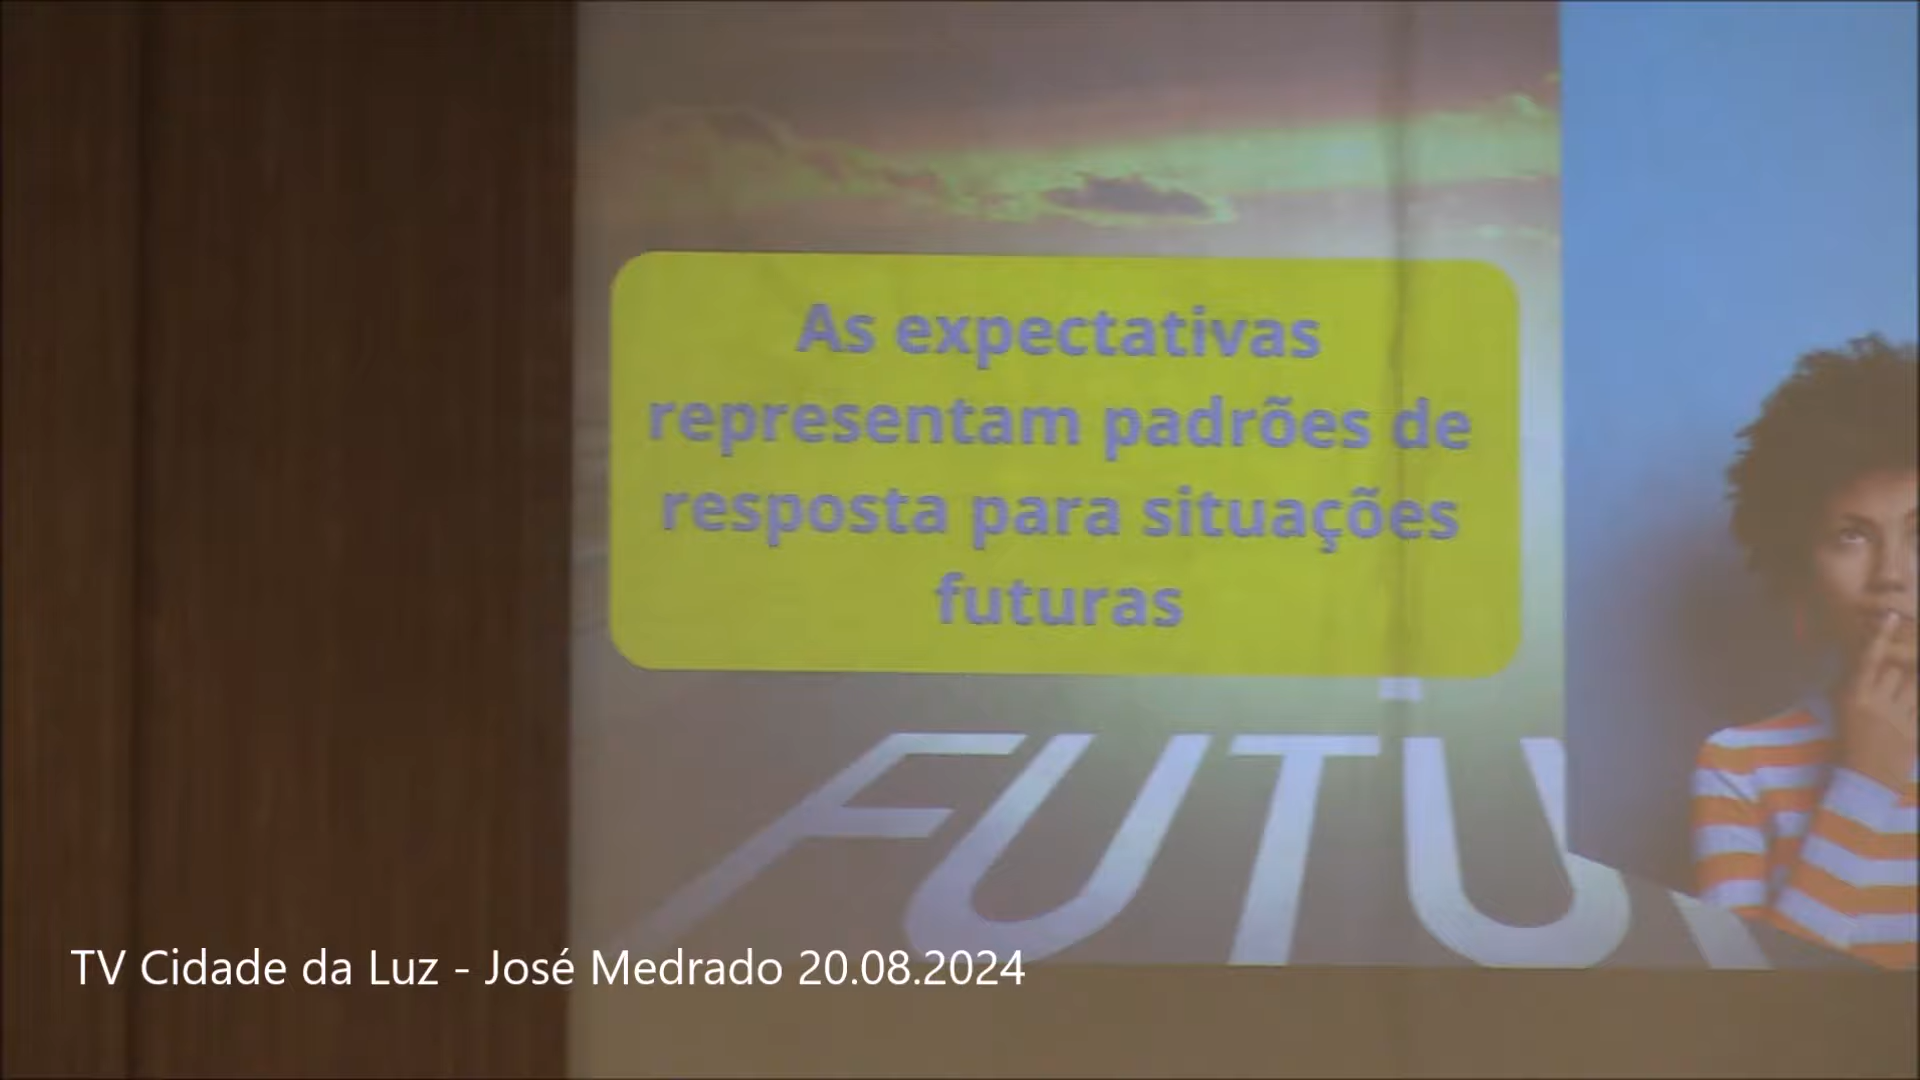 As expectativas
representam padrões de
resposta para situações
futuras
FUTU
TV Cidade da Luz - José Medrado 20.08.2024